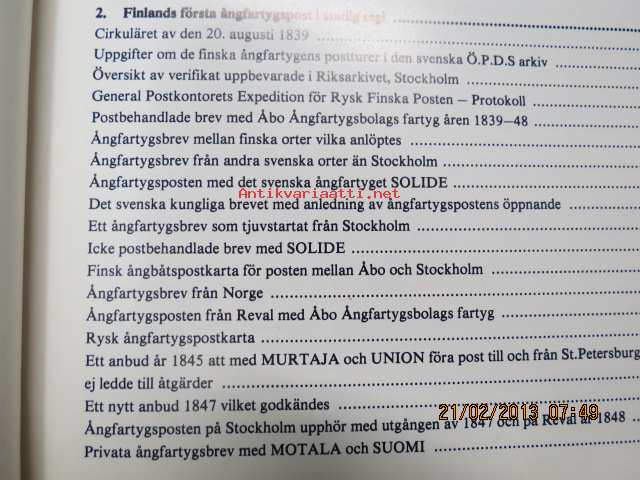 2. Finlands första ångfartygspost i statlig regi
Cirkuläret av den 20. augusti 1839
Uppgifter om de finska ångfartygens postturer i den svenska Ö.P.D.S arkiv
Översikt av verifikat uppbevarade i Riksarkivet, Stockholm
General Postkontorets Expedition för Rysk Finska Posten – Protokoll
Postbehandlade brev med Åbo Ångfartygsbolags fartyg åren 1839–48
Ångfartygsbrev mellan finska orter vilka anlöptes
Ångfartygsbrev från andra svenska orter än Stockholm
Ångfartygsposten med det svenska ångfartyget SOLIDE
Antikvariaatti.net
Det svenska kungliga brevet med anledning av ångfartygspostens öppnande
Ett ångfartygsbrev som tjuvstartat från Stockholm
Icke postbehandlade brev med SOLIDE
Finsk ångbåtspostkarta för posten mellan Åbo och Stockholm
Ångfartygsbrev från Norge
Ångfartygsposten från Reval med Åbo Ångfartygsbolags fartyg
Rysk ångfartygspostkarta
Ett anbud år 1845 att med MURTAJA och UNION föra post till och från St.Petersburg
ej ledde till åtgärder
Ett nytt anbud 1847 vilket godkändes
21/02/2013 07:49
Ångfartygsposten på Stockholm upphör med utgången av 1847 och på Reval år 1848
Privata ångfartygsbrev med MOTALA och SUOMI